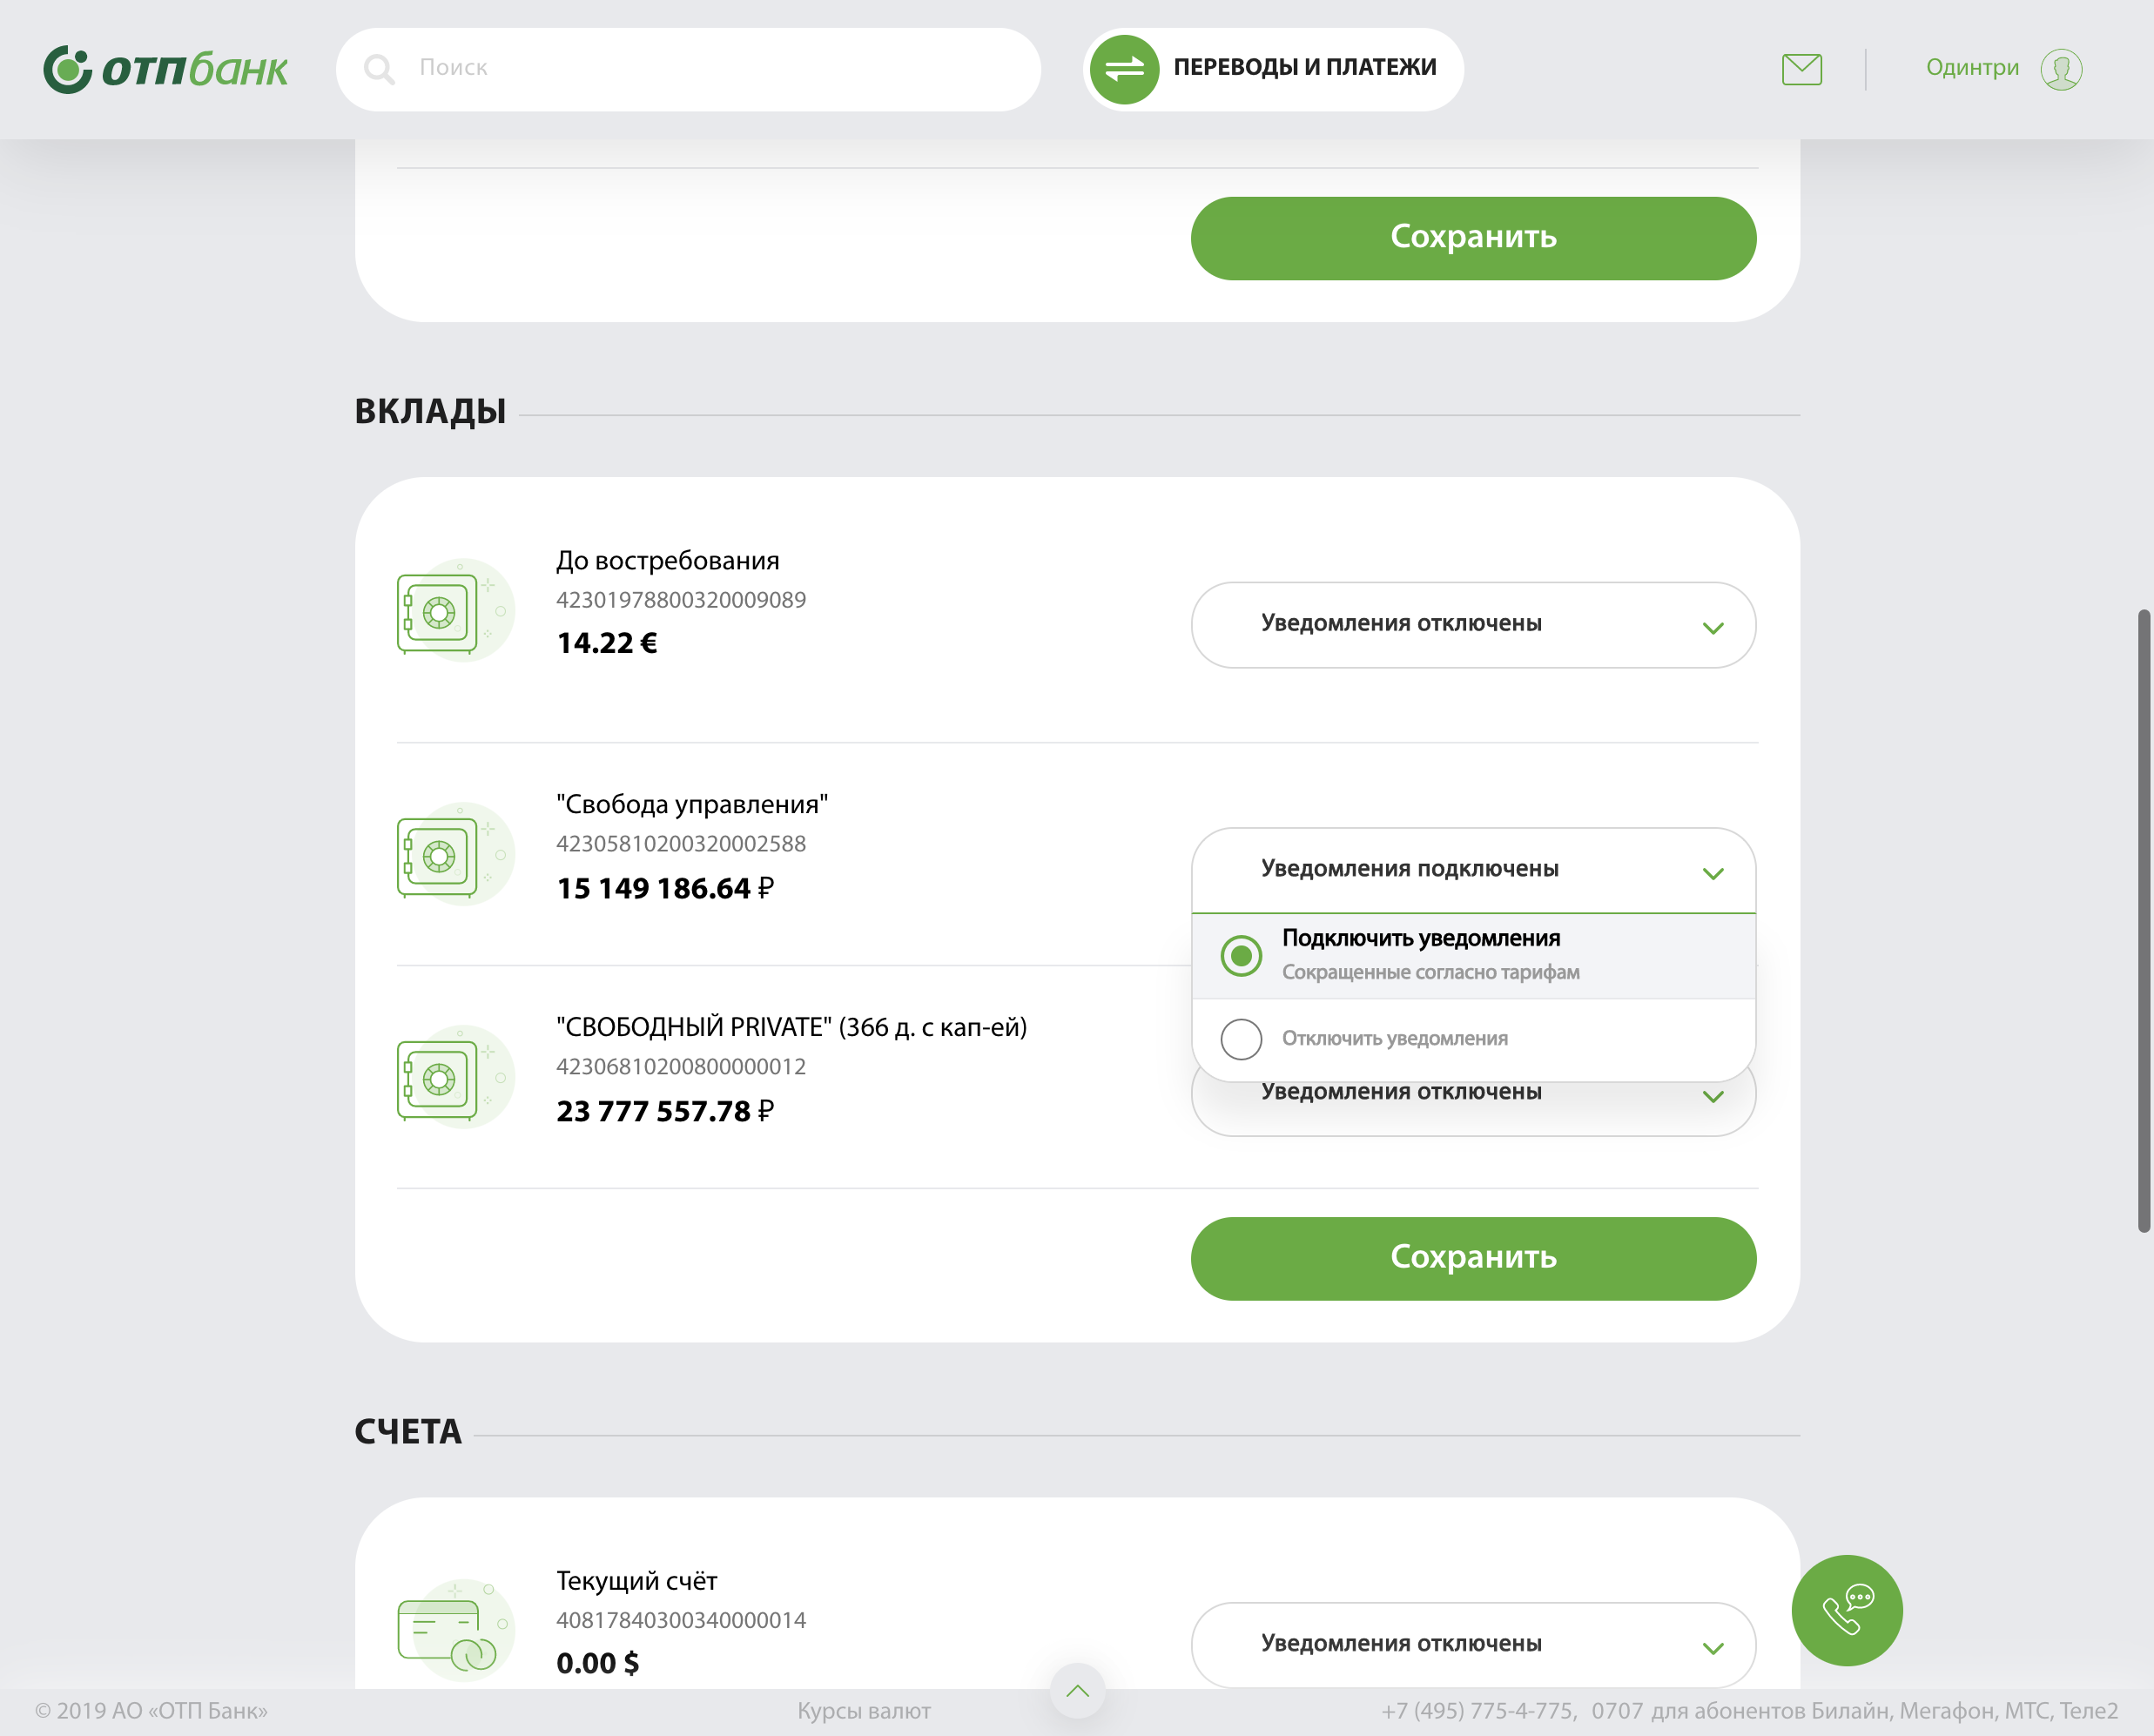 отпбанк
Поиск
ПЕРЕВОДЫ И ПЛАТЕЖИ
Одинтри
Сохранить
ВКЛАДЫ
До востребования
42301978800320009089
14.22 €
Уведомления отключены
"Свобода управления"
42305810200320002588
15 149 186.64 ₽
Уведомления подключены
Подключить уведомления
Сокращенные согласно тарифам
Отключить уведомления
"СВОБОДНЫЙ PRIVATE" (366 д. с кап-ей)
42306810200800000012
23 777 557.78 ₽
Уведомления отключены
Сохранить
СЧЕТА
Текущий счёт
40817840300340000014
0.00 $
Уведомления отключены
© 2019 АО «ОТП Банк»
Курсы валют
+7 (495) 775-4-775, 0707 для абонентов Билайн, Мегафон, МТС, Теле2